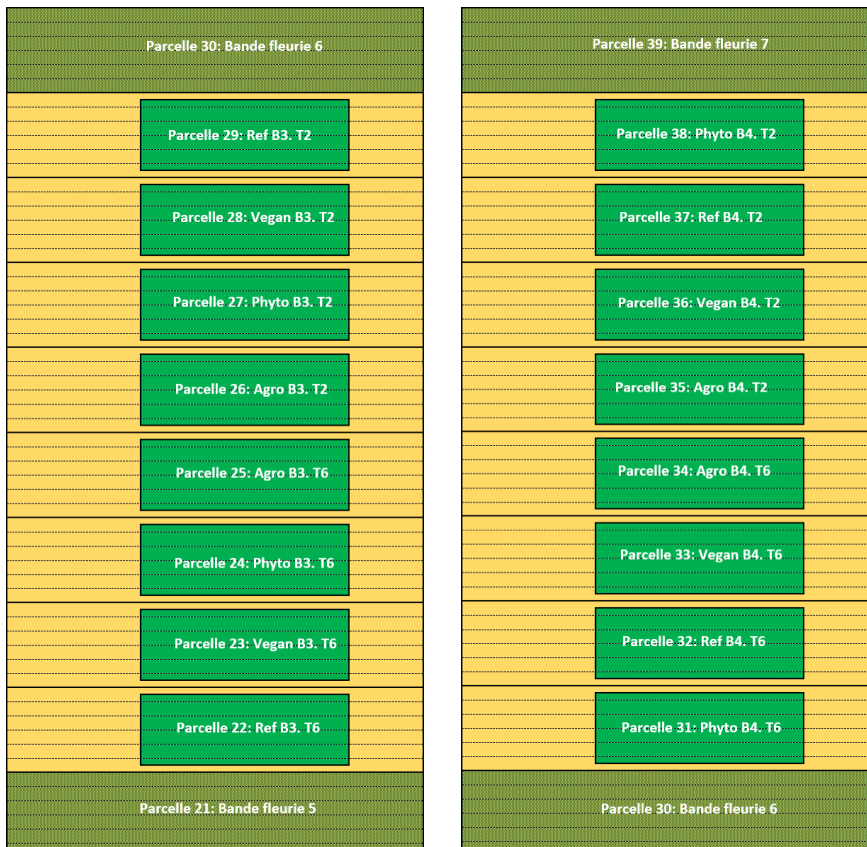 Parcelle 30: Bande fleurie 6
Parcelle 29: Ref B3. T2
Parcelle 28: Vegan B3. T2
Parcelle 27: Phyto B3. T2
Parcelle 26: Agro B3. T2
Parcelle 25: Agro B3. T6
Parcelle 24: Phyto B3. T6
Parcelle 23: Vegan B3. T6
Parcelle 22: Ref B3. T6
Parcelle 21: Bande fleurie 5
Parcelle 39: Bande fleurie 7
Parcelle 38: Phyto B4. T2
Parcelle 37: Ref B4. T2
Parcelle 36: Vegan B4. T2
Parcelle 35: Agro B4. T2
Parcelle 34: Agro B4. T6
Parcelle 33: Vegan B4. T6
Parcelle 32: Ref B4. T6
Parcelle 31: Phyto B4. T6
Parcelle 30: Bande fleurie 6